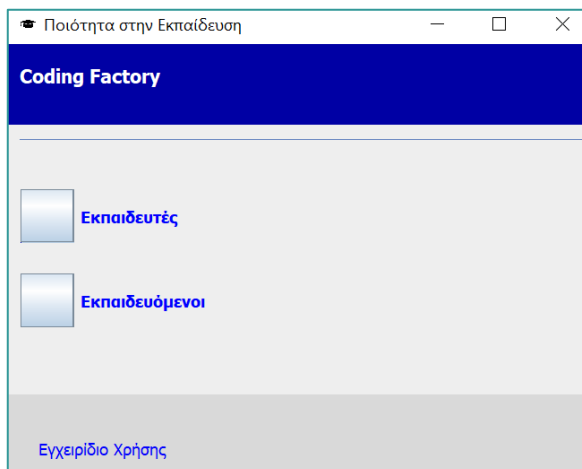 Ποιότητα στην Εκπαίδευση
Coding Factory
Εκπαιδευτές
Εκπαιδευόμενοι
Εγχειρίδιο Χρήσης